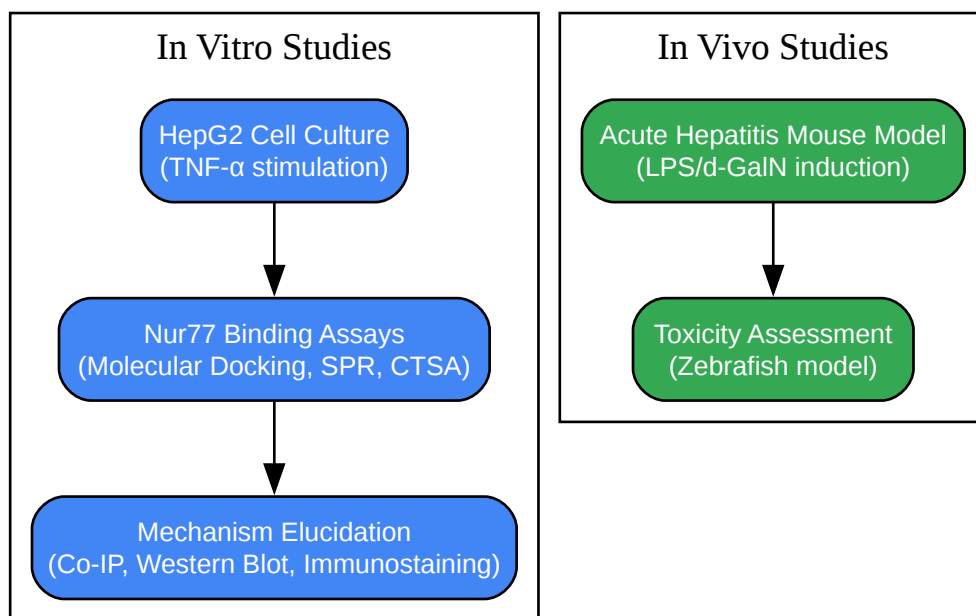 In Vitro Studies
HepG2 Cell Culture
(TNF-α stimulation)
Nur77 Binding Assays
(Molecular Docking, SPR, CTSA)
Mechanism Elucidation
(Co-IP, Western Blot, Immunostaining)
In Vivo Studies
Acute Hepatitis Mouse Model
(LPS/d-GalN induction)
Toxicity Assessment
(Zebrafish model)